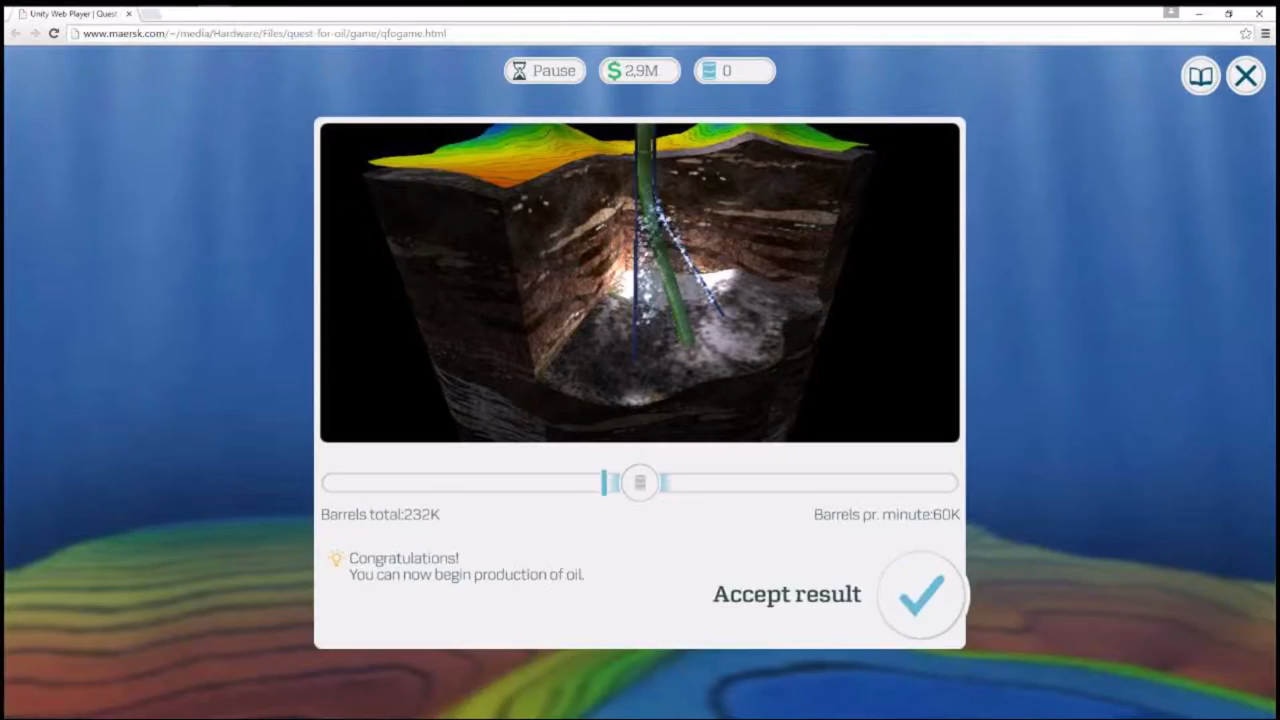 Unity Web Player | Quest
www.maersk.com/~/media/Hardware/Files/quest-for-oil/game/qfogame.html
Pause
$ 2,9M
0
Barrels total:232K
Barrels pr. minute:60K
Congratulations!
You can now begin production of oil.
Accept result